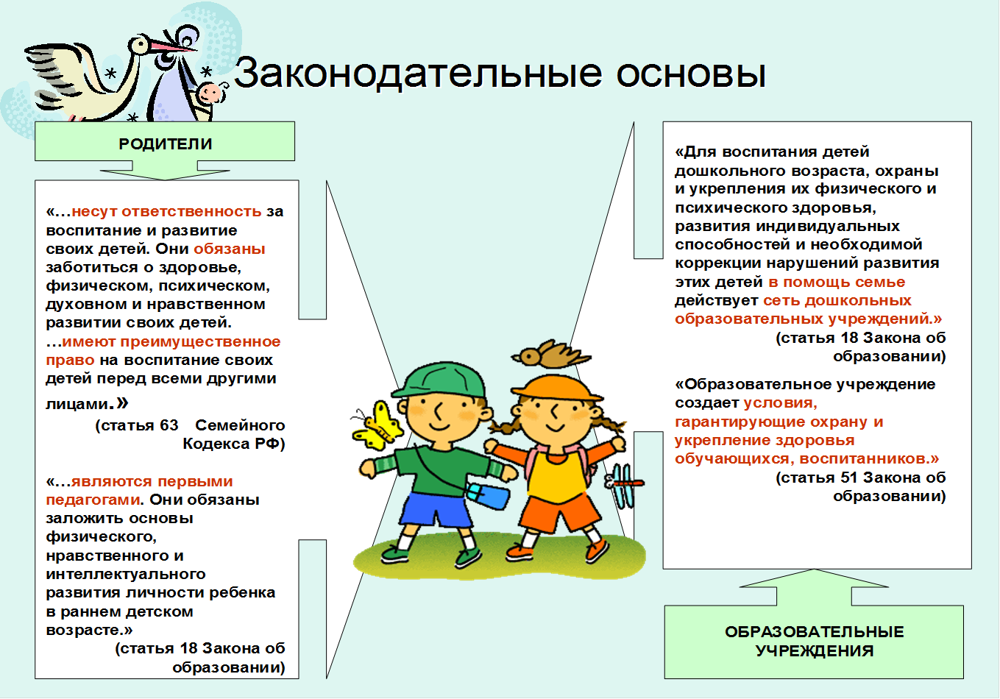 Законодательные основы
РОДИТЕЛИ
«…несут ответственность за
воспитание и развитие
своих детей. Они обязаны
заботиться о здоровье,
физическом, психическом,
духовном и нравственном
развитии своих детей.
…имеют преимущественное
право на воспитание своих
детей перед всеми другими
лицами.»
(статья 63 Семейного
Кодекса РФ)
«…являются первыми
педагогами. Они обязаны
заложить основы
физического,
нравственного и
интеллектуального
развития личности ребенка
в раннем детском
возрасте.»
(статья 18 Закона об
образовании)
«Для воспитания детей
дошкольного возраста, охраны
и укрепления их физического и
психического здоровья,
развития индивидуальных
способностей и необходимой
коррекции нарушений развития
этих детей в помощь семье
действует сеть дошкольных
образовательных учреждений.»
(статья 18 Закона об
образовании)
«Образовательное учреждение
создает условия,
гарантирующие охрану и
укрепление здоровья
обучающихся, воспитанников.»
(статья 51 Закона об
образовании)
ОБРАЗОВАТЕЛЬНЫЕ
УЧРЕЖДЕНИЯ